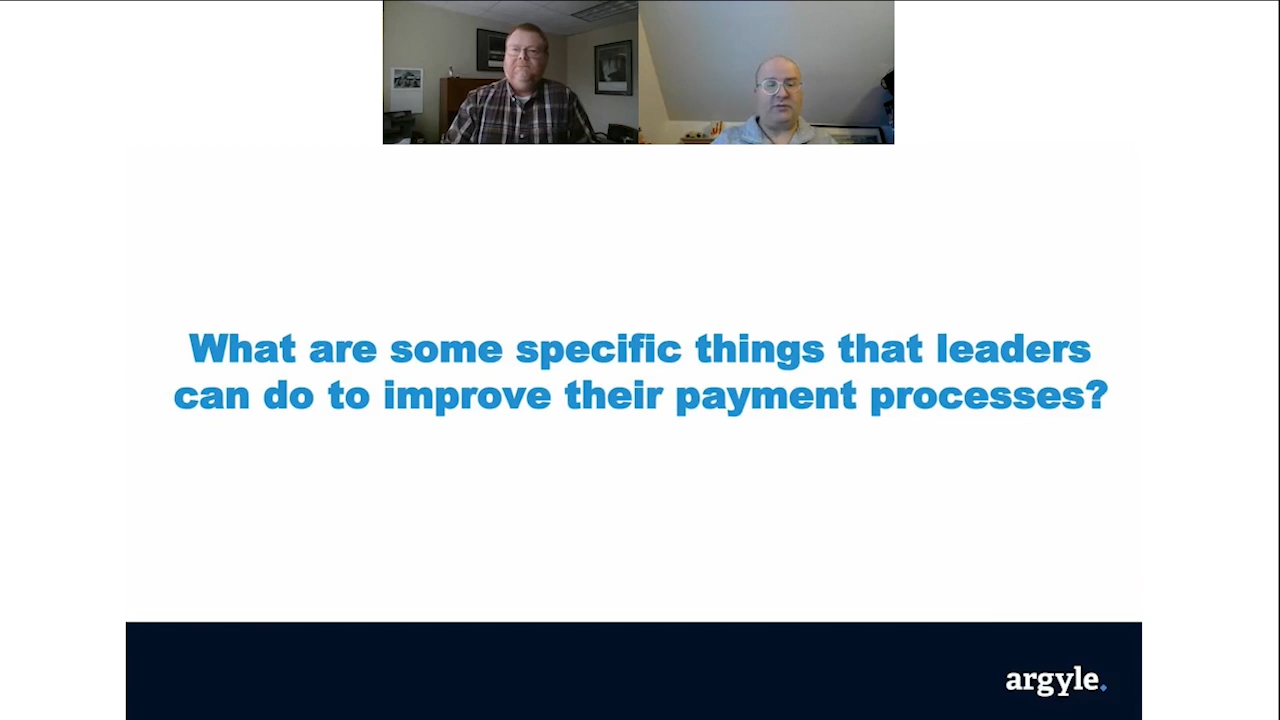 What are some specific things that leaders
can do to improve their payment processes?
argyle.